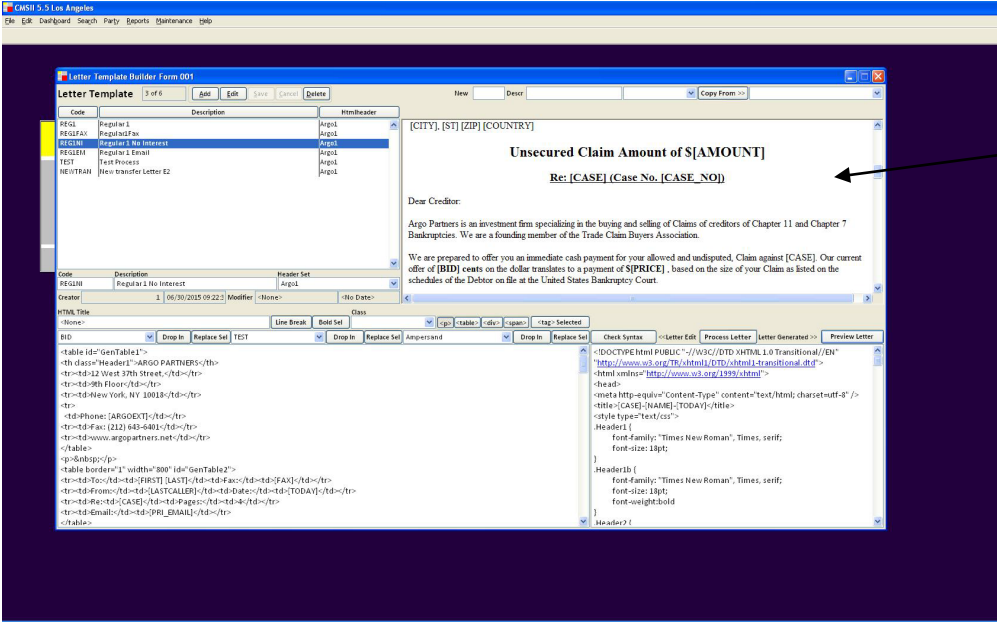 CMSII 5.5 Los Angeles
File Edit Dashboard Search Party Reports Maintenance Help
Letter Template Builder Form 001
Letter Template 3 of 6 Add Edit Save Cancel Delete New Descr Copy From >>
Code Description Htmlheader
REG1 Regular1 Argo1
REG1FAX Regular1Fax Argo1
REG1NI Regular1 No Interest Argo1
REG1EM Regular1 Email Argo1
TEST Test Process Argo1
NEWTRAN New transfer Letter E2 Argo1
[CITY], [ST] [ZIP] [COUNTRY]
Unsecured Claim Amount of $[AMOUNT]
Re: [CASE] (Case No. [CASE_NO])
Dear Creditor:
Argo Partners is an investment firm specializing in the buying and selling of Claims of creditors of Chapter 11 and Chapter 7
Bankruptcies. We are a founding member of the Trade Claim Buyers Association.
We are prepared to offer you an immediate cash payment for your allowed and undisputed, Claim against [CASE]. Our current
offer of [BID] cents on the dollar translates to a payment of $[PRICE] , based on the size of your Claim as listed on the
schedules of the Debtor on file at the United States Bankruptcy Court.
Code Description Header Set
REG1NI Regular1 No Interest Argo1
Creator 1 06/30/2015 09:22:3 Modifier <None> <No Date>
HTML Title Class
<None> Line Break Bold Sel <p> <table> <div> <span> <tag> Selected
BID Drop In Replace Sel TEST Drop In Replace Sel Ampersand Drop In Replace Sel Check Syntax <<Letter Edit Process Letter Letter Generated >> Preview Letter
<table id="GenTable1">
<th class="Header1">ARGO PARTNERS</th>
<tr><td>12 West 37th Street,</td></tr>
<tr><td>9th Floor</td></tr>
<tr><td>New York, NY 10018</td></tr>
<tr>
<td>Phone: [ARGOEXT]</td></tr>
<tr><td>Fax: (212) 643-6401</td></tr>
<tr><td>www.argopartners.net</td></tr>
</table>
<p>&nbsp;</p>
<table border="1" width="800" id="GenTable2">
<tr><td>To:</td><td>[FIRST] [LAST]</td><td>Fax:</td><td>[FAX]</td></tr>
<tr><td>From:</td><td>[LASTCALLER]</td><td>Date:</td><td>[TODAY]</td></tr>
<tr><td>Re:<td>[CASE]</td><td>Pages:</td><td>4</td></tr>
<tr><td>Email:</td><td>[PRI_EMAIL]</td></tr>
</table>
<!DOCTYPE html PUBLIC "-//W3C//DTD XHTML 1.0 Transitional//EN"
"http://www.w3.org/TR/xhtml1/DTD/xhtml1-transitional.dtd">
<html xmlns="http://www.w3.org/1999/xhtml">
<head>
<meta http-equiv="Content-Type" content="text/html; charset=utf-8" />
<title>[CASE]-[NAME]-[TODAY]</title>
<style type="text/css">
.Header1 {
font-family: "Times New Roman", Times, serif;
font-size: 18pt;
}
.Header1b {
font-family: "Times New Roman", Times, serif;
font-size: 18pt;
font-weight:bold
}
.Header2 {